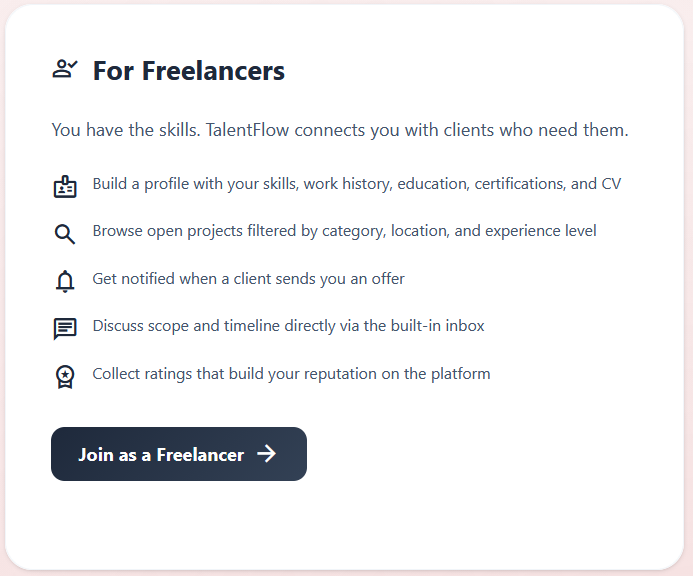 For Freelancers
You have the skills. TalentFlow connects you with clients who need them.
Build a profile with your skills, work history, education, certifications, and CV
Browse open projects filtered by category, location, and experience level
Get notified when a client sends you an offer
Discuss scope and timeline directly via the built-in inbox
Collect ratings that build your reputation on the platform
Join as a Freelancer